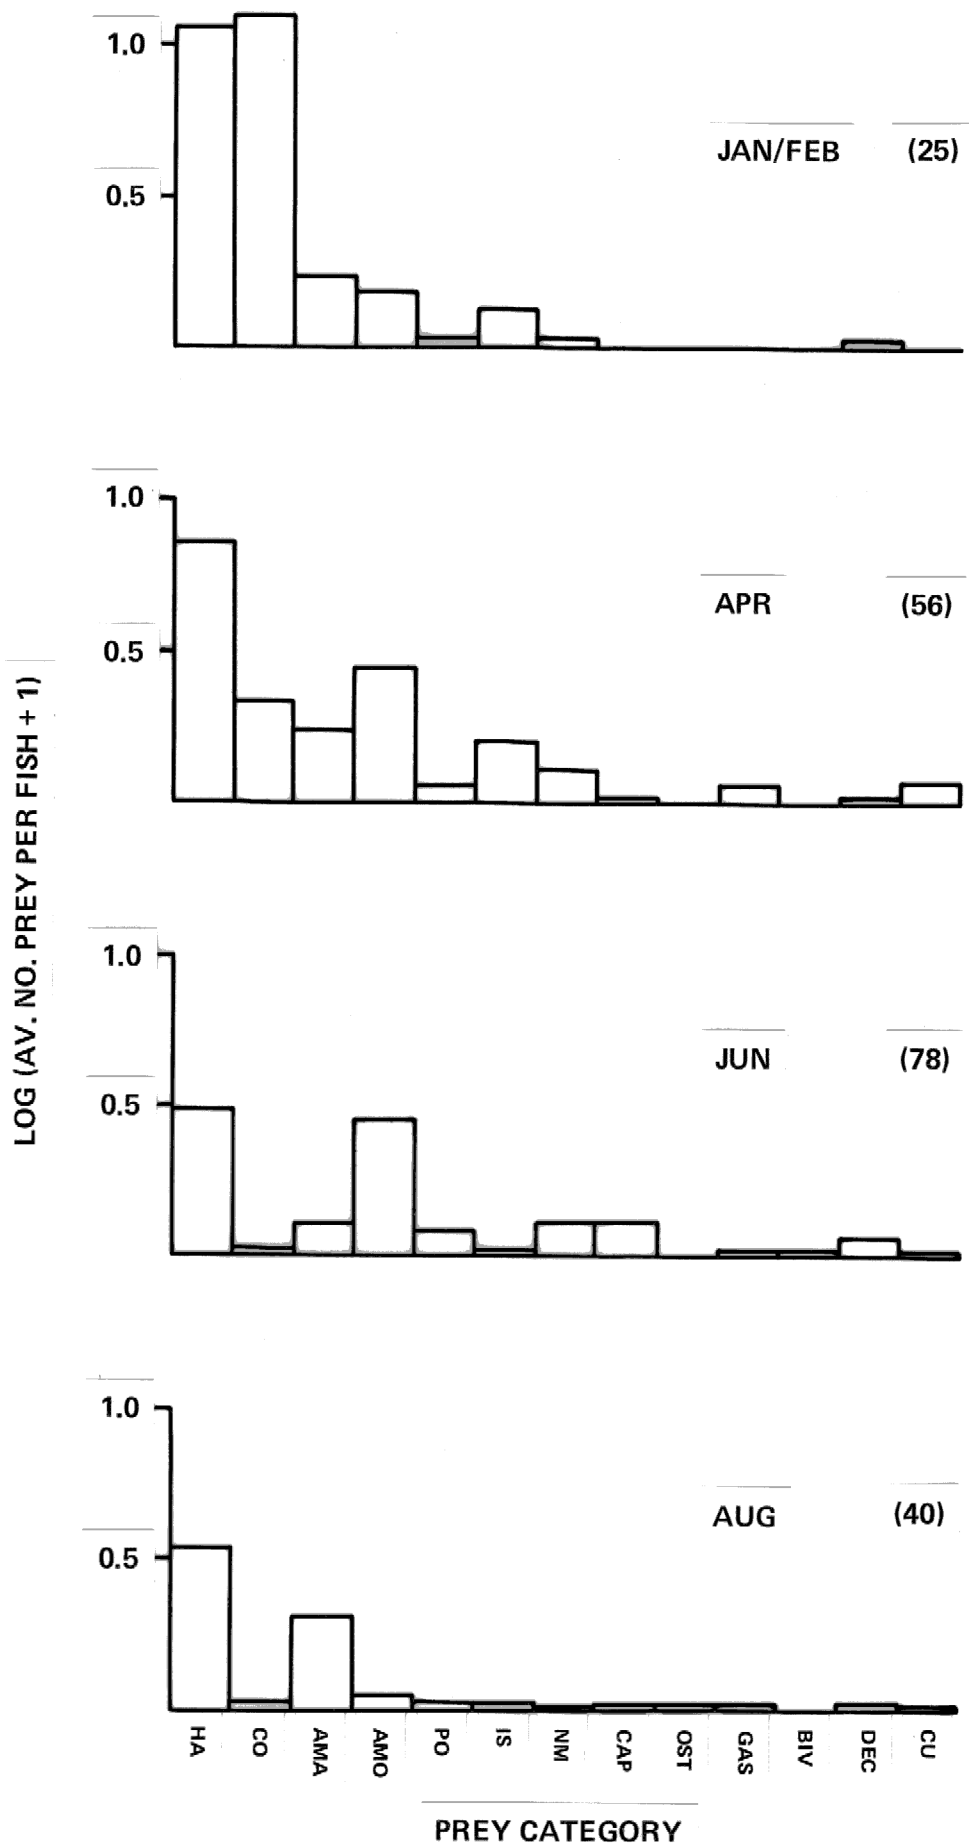 1.0
0.5
JAN/FEB (25)
1.0
0.5
APR (56)
LOG (AV. NO. PREY PER FISH + 1)
1.0
0.5
JUN (78)
1.0
0.5
AUG (40)
HA CO AMA AMO PO IS NM CAP OST GAS BIV DEC CU
PREY CATEGORY